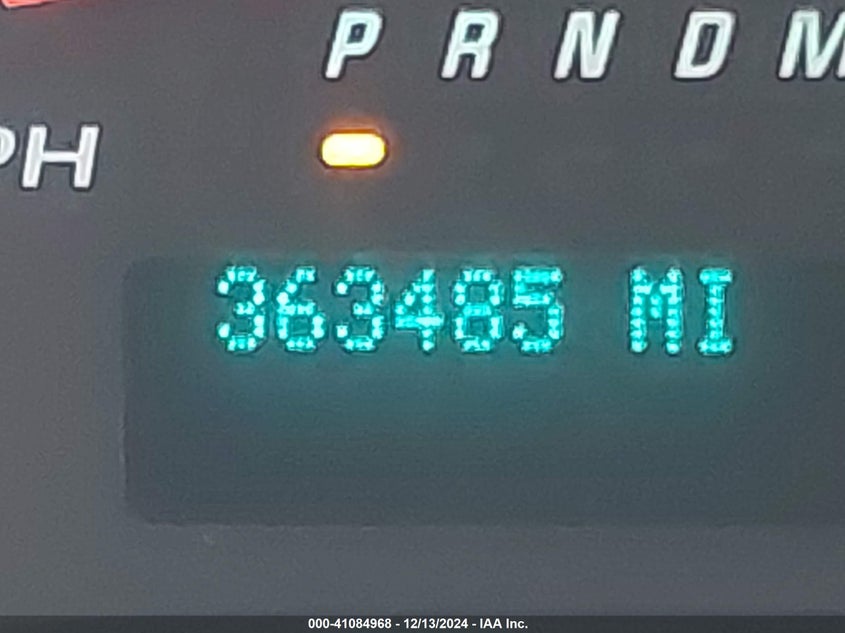 P R N D M
PH
363485 MI
000-41084968 - 12/13/2024 - IAA Inc.